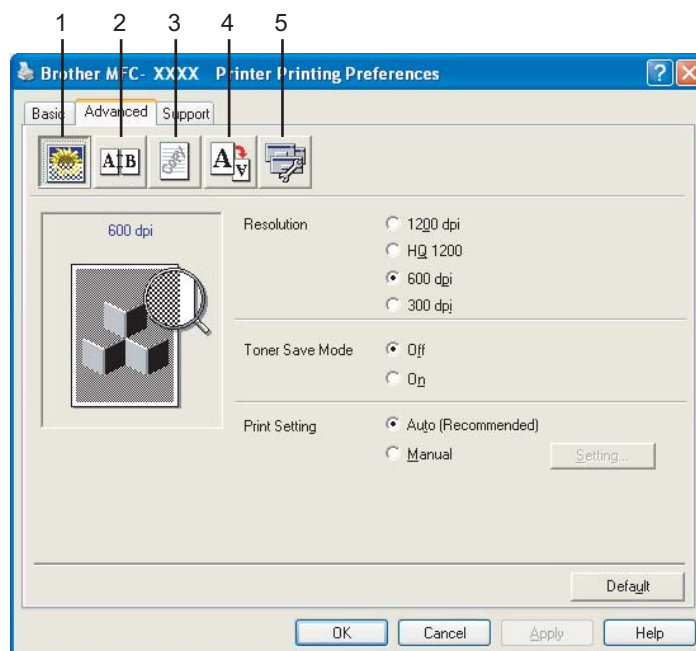 1 2 3 4 5
Brother MFC- XXXX Printer Printing Preferences
Basic Advanced Support
A B COPY A A
600 dpi
Resolution
1200 dpi
HQ 1200
600 dpi
300 dpi
Toner Save Mode
Off
On
Print Setting
Auto (Recommended)
Manual
Setting...
Default
OK Cancel Apply Help